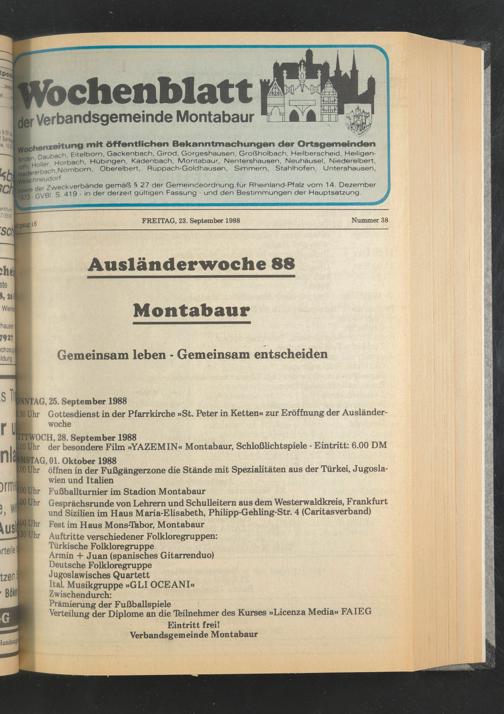 Wochenblatt
der Verbandsgemeinde Montabaur
Wochenzeitung mit öffentlichen Bekanntmachungen der Ortsgemeinden
Daubach, Eitelborn, Gackenbach, Girod, Gorgeshausen, Großholbach, Heilberscheid, Heiligen-
Holler, Horbach, Hübingen, Kadenbach, Montabaur, Nentershausen, Neuhäusel, Niederelbert,
Nomborn, Oberelbert, Ruppach-Goldhausen, Simmern, Stahlhofen, Untershausen,
der Zweckverbände gemäß § 27 der Gemeindeordnung für Rheinland-Pfalz vom 14. Dezember
1973 - GVBl. S. 419 - in der derzeit gültigen Fassung - und den Bestimmungen der Hauptsatzung.
FREITAG, 23. September 1988 Nummer 38
Ausländerwoche 88
Montabaur
Gemeinsam leben - Gemeinsam entscheiden
25. September 1988
Uhr Gottesdienst in der Pfarrkirche »St. Peter in Ketten« zur Eröffnung der Ausländer-
woche
28. September 1988
Uhr der besondere Film »YAZEMIN« Montabaur, Schloßlichtspiele - Eintritt: 6.00 DM
01. Oktober 1988
Uhr öffnen in der Fußgängerzone die Stände mit Spezialitäten aus der Türkei, Jugosla-
wien und Italien
Uhr Fußballturnier im Stadion Montabaur
Uhr Gesprächsrunde von Lehrern und Schulleitern aus dem Westerwaldkreis, Frankfurt
und Sizilien im Haus Maria-Elisabeth, Philipp-Gehling-Str. 4 (Caritasverband)
Uhr Fest im Haus Mons-Tabor, Montabaur
Uhr Auftritte verschiedener Folkloregruppen:
Türkische Folkloregruppe
Armin + Juan (spanisches Gitarrenduo)
Deutsche Folkloregruppe
Jugoslawisches Quartett
Ital. Musikgruppe »GLI OCEANI«
Zwischendurch:
Prämierung der Fußballspiele
Verteilung der Diplome an die Teilnehmer des Kurses »Licenza Media« FAIEG
Eintritt frei!
Verbandsgemeinde Montabaur